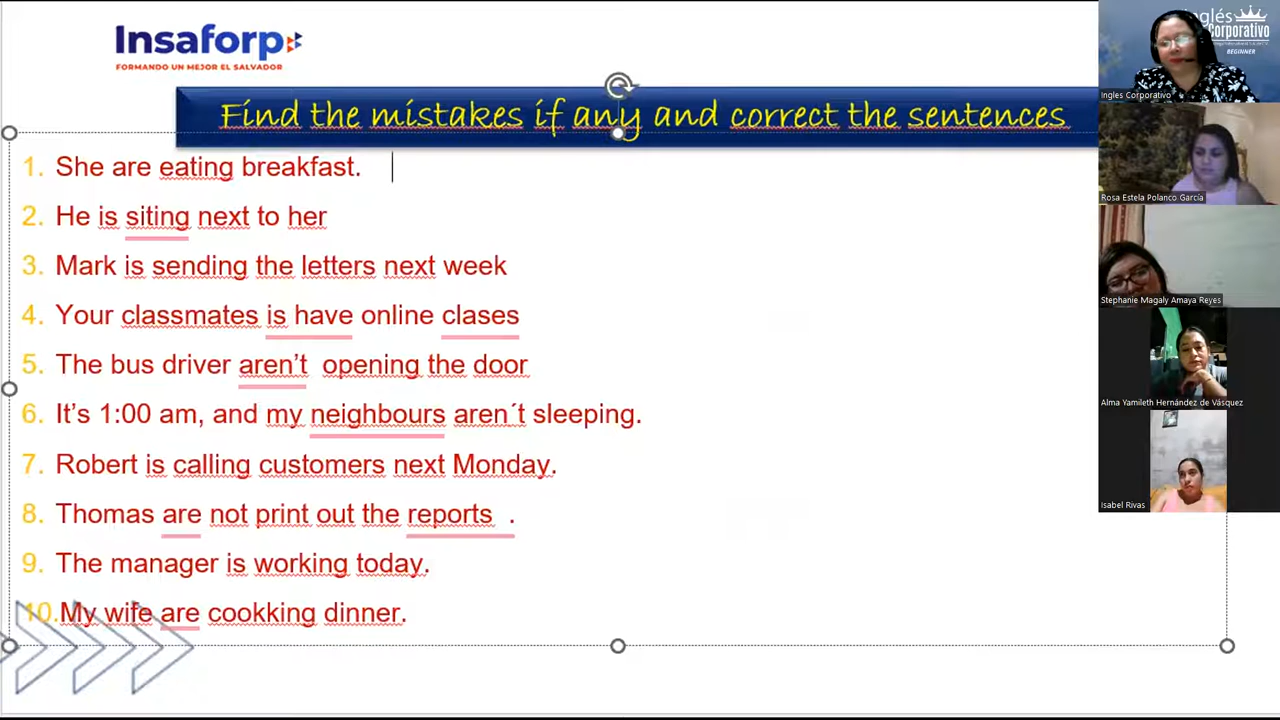 Insaforp
FORMANDO UN MEJOR EL SALVADOR
Find the mistakes if any and correct the sentences
1. She are eating breakfast.
2. He is siting next to her
3. Mark is sending the letters next week
4. Your classmates is have online clases
5. The bus driver aren’t opening the door
6. It’s 1:00 am, and my neighbours aren´t sleeping.
7. Robert is calling customers next Monday.
8. Thomas are not print out the reports .
9. The manager is working today.
10. My wife are cookking dinner.
Inglés
Corporativo
BEGINNER
Ingles Corporativo
Rosa Estela Polanco García
Stephanie Magaly Amaya Reyes
Alma Yamileth Hernández de Vásquez
Isabel Rivas